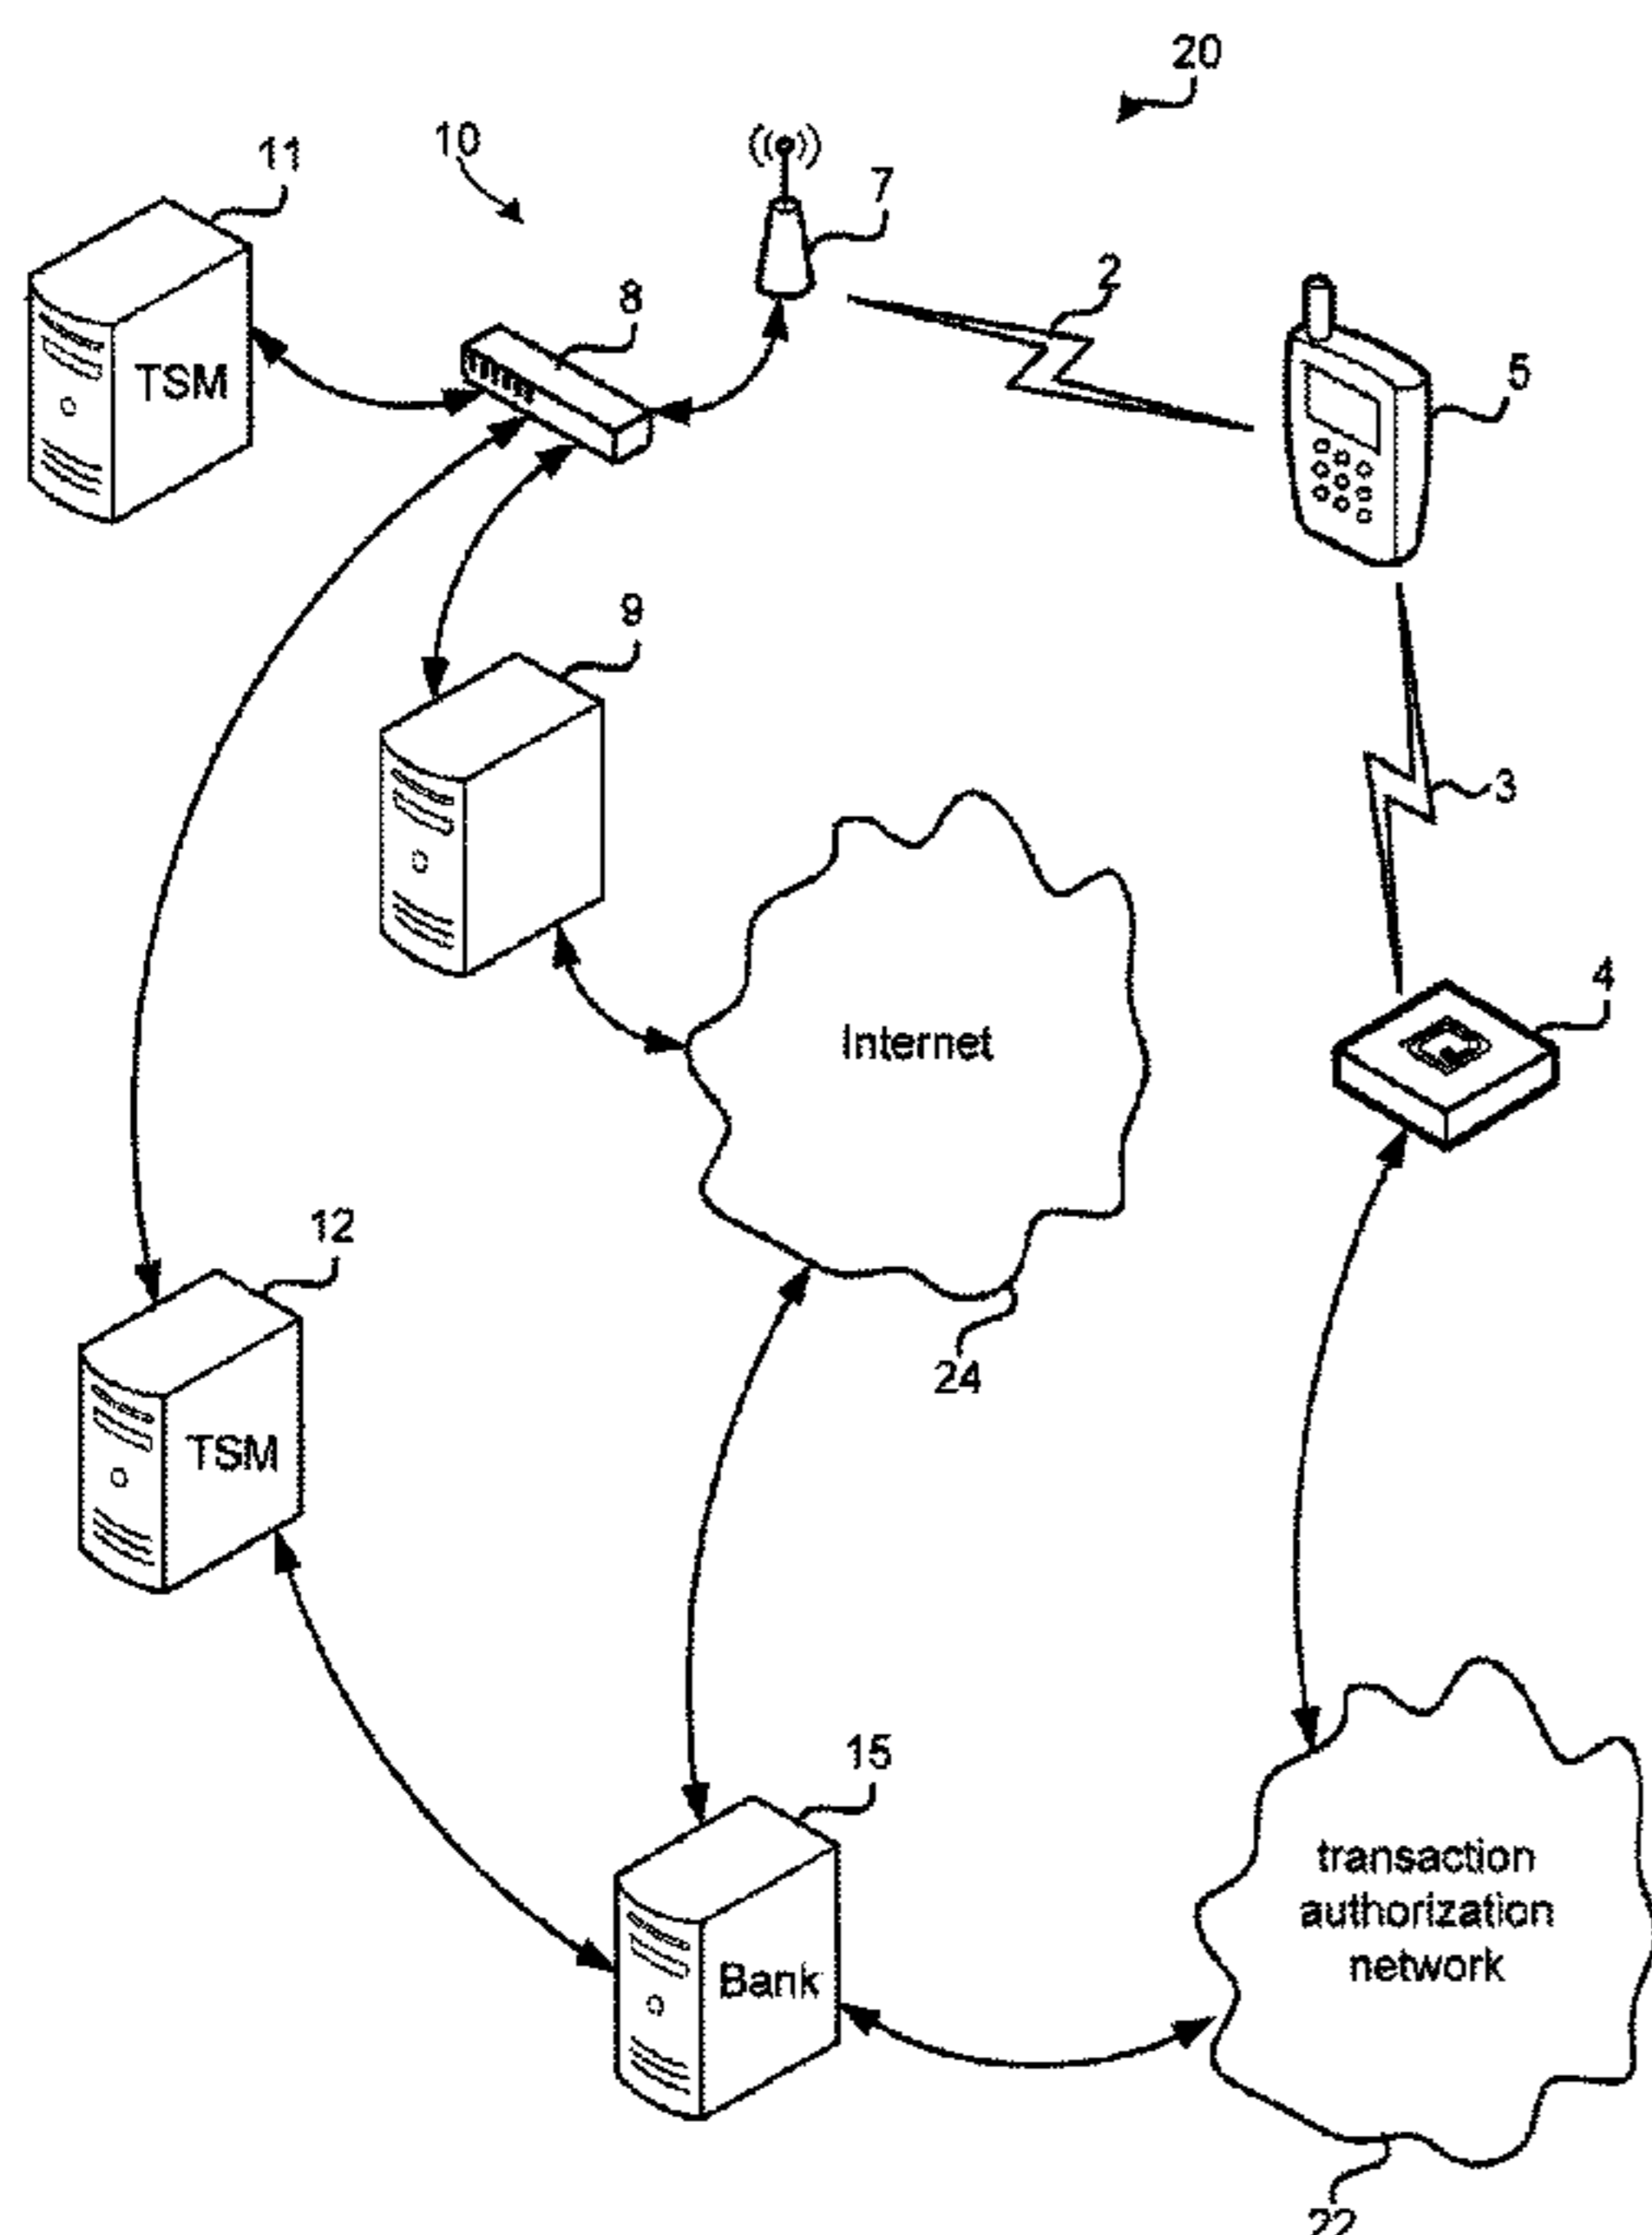 20
10
11
7
2
8
TSM
5
9
3
4
Internet
12
24
TSM
15
transaction
authorization
network
Bank
22